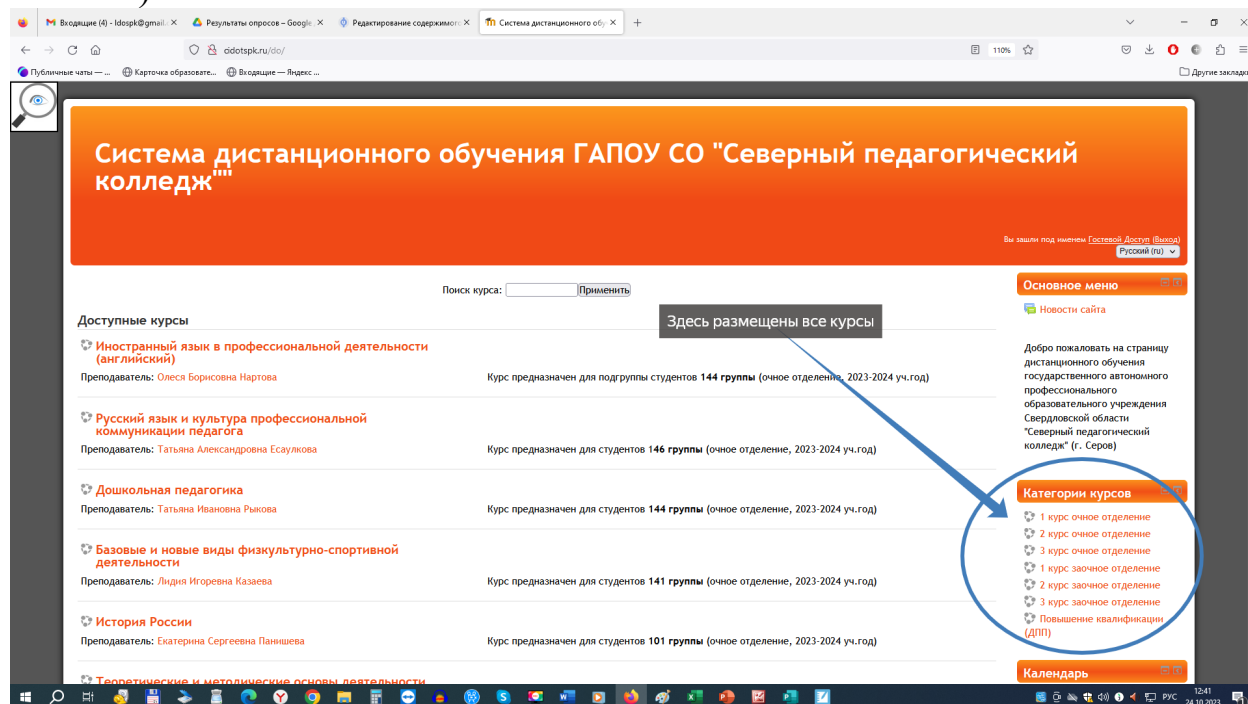 )
Входящие (4) - ldospk@gmail.
Результаты опросов – Google
Редактирование содержимого
Система дистанционного обу
cidotspk.ru/do/
110%
Публичные чаты — ...
Карточка образовате...
Входящие — Яндекс ...
Другие закладки
Система дистанционного обучения ГАПОУ СО "Северный педагогический
колледж""
Вы зашли под именем Гостевой Доступ (Выход)
Русский (ru)
Поиск курса:
Применить
Здесь размещены все курсы
Доступные курсы
Иностранный язык в профессиональной деятельности
(английский)
Преподаватель: Олеся Борисовна Нартова
Курс предназначен для подгруппы студентов 144 группы (очное отделение, 2023-2024 уч.год)
Русский язык и культура профессиональной
коммуникации педагога
Преподаватель: Татьяна Александровна Есаулкова
Курс предназначен для студентов 146 группы (очное отделение, 2023-2024 уч.год)
Дошкольная педагогика
Преподаватель: Татьяна Ивановна Рыкова
Курс предназначен для студентов 144 группы (очное отделение, 2023-2024 уч.год)
Базовые и новые виды физкультурно-спортивной
деятельности
Преподаватель: Лидия Игоревна Казаева
Курс предназначен для студентов 141 группы (очное отделение, 2023-2024 уч.год)
История России
Преподаватель: Екатерина Сергеевна Панишева
Курс предназначен для студентов 101 группы (очное отделение, 2023-2024 уч.год)
Теоретические и методические основы деятельности
Основное меню
Новости сайта
Добро пожаловать на страницу
дистанционного обучения
государственного автономного
профессионального
образовательного учреждения
Свердловской области
"Северный педагогический
колледж" (г. Серов)
Категории курсов
1 курс очное отделение
2 курс очное отделение
3 курс очное отделение
1 курс заочное отделение
2 курс заочное отделение
3 курс заочное отделение
Повышение квалификации
(ДПП)
Календарь
РУС
12:41
24.10.2023